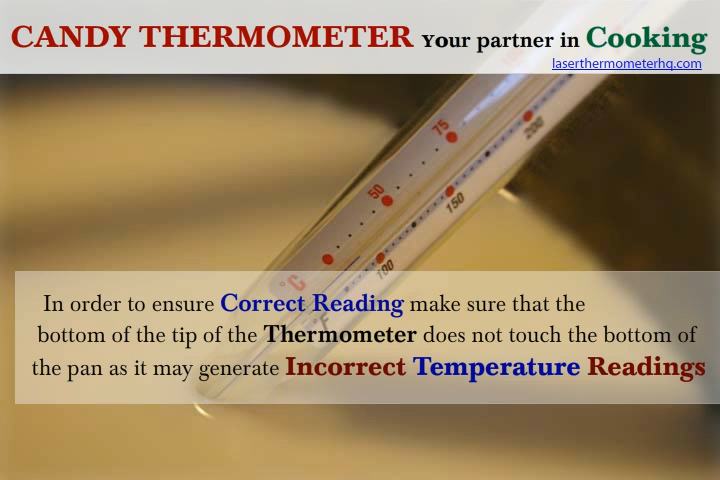 CANDY THERMOMETER Your partner in Cooking
laserthermometerhq.com
75
200
50
150
100
°C
°F
In order to ensure Correct Reading make sure that the
bottom of the tip of the Thermometer does not touch the bottom of
the pan as it may generate Incorrect Temperature Readings